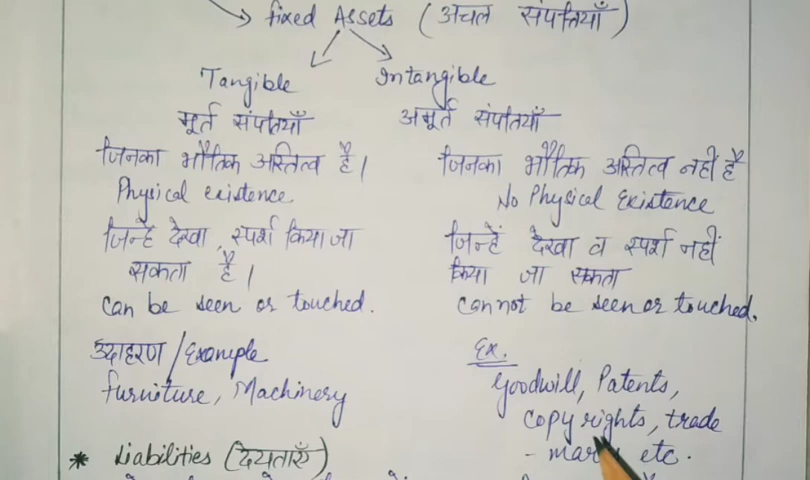 fixed Assets (अचल संपत्तियाँ)
Tangible
मूर्त संपत्तियाँ
जिनका भौतिक अस्तित्व है।
Physical existence
जिन्हें देखा, स्पर्श किया जा
सकता है।
can be seen or touched.
उदाहरण/Example
furniture, Machinery
Intangible
अमूर्त संपत्तियाँ
जिनका भौतिक अस्तित्व नहीं है
No Physical Existence
जिन्हें देखा व स्पर्श नहीं
किया जा सकता
cannot be seen or touched.
Ex.
Goodwill, Patents,
copy rights, trade
- mark etc.
* Liabilities (देयताएँ)